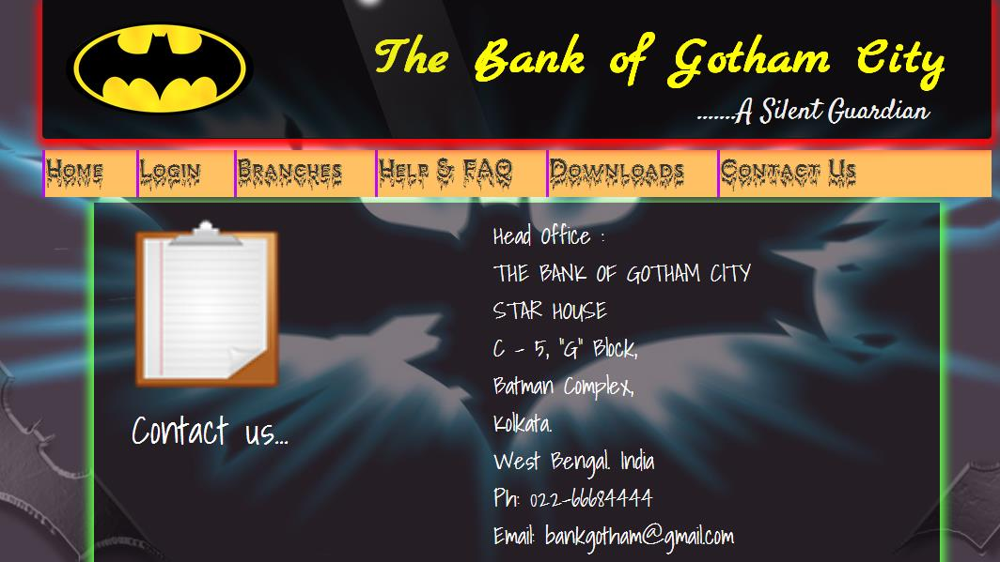 The Bank of Gotham City
.......A Silent Guardian
Home Login Branches Help & FAQ Downloads Contact Us
Contact us...
Head Office :
THE BANK OF GOTHAM CITY
STAR HOUSE
C - 5, "G" Block,
Batman Complex,
Kolkata.
West Bengal. India
Ph: 022-66684444
Email: bankgotham@gmail.com